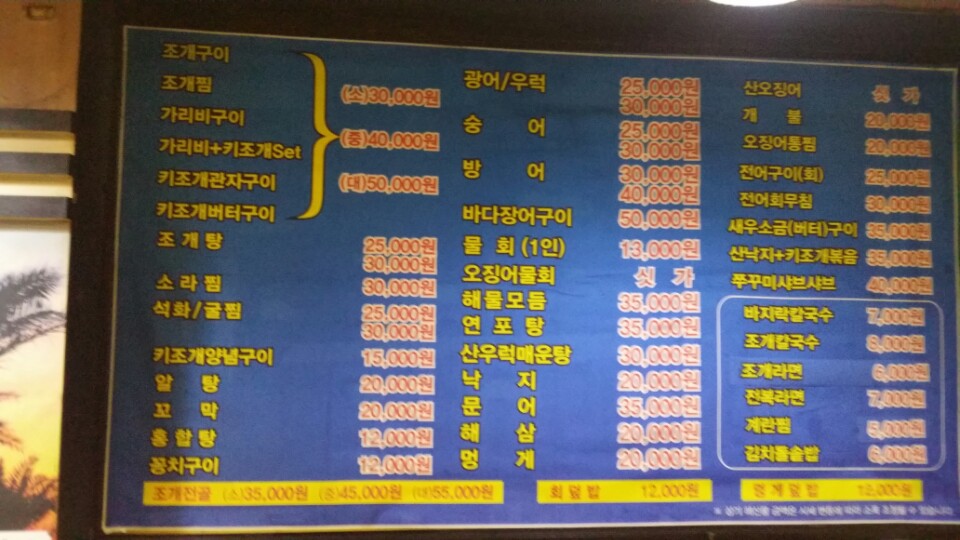 조개구이
조개찜
가리비구이
가리비+키조개Set
키조개관자구이
키조개버터구이
(소)30,000원
(중)40,000원
(대)50,000원
조개탕 25,000원
30,000원
소라찜 30,000원
석화/굴찜 25,000원
30,000원
키조개양념구이 15,000원
알 탕 20,000원
꼬 막 20,000원
홍합탕 12,000원
꽁치구이 12,000원
광어/우럭 25,000원
30,000원
숭 어 25,000원
30,000원
방 어 30,000원
40,000원
바다장어구이 50,000원
물 회 (1인) 13,000원
오징어물회 싯 가
해물모듬 35,000원
연포탕 35,000원
산우럭매운탕 30,000원
낙 지 20,000원
문 어 35,000원
해 삼 20,000원
멍 게 20,000원
산오징어 싯 가
개 불 20,000원
오징어통찜 20,000원
전어구이(회) 25,000원
전어회무침 30,000원
새우소금(버터)구이 35,000원
산낙지+키조개볶음 35,000원
쭈꾸미샤브샤브 40,000원
바지락칼국수 7,000원
조개칼국수
조개라면 6,000원
전복라면 7,000원
계란찜 5,000원
김치돌솥밥 6,000원
조개전골 (소)35,000원 (중)45,000원 (대)55,000원
회덮밥 12,000원
멍게덮밥 12,000원